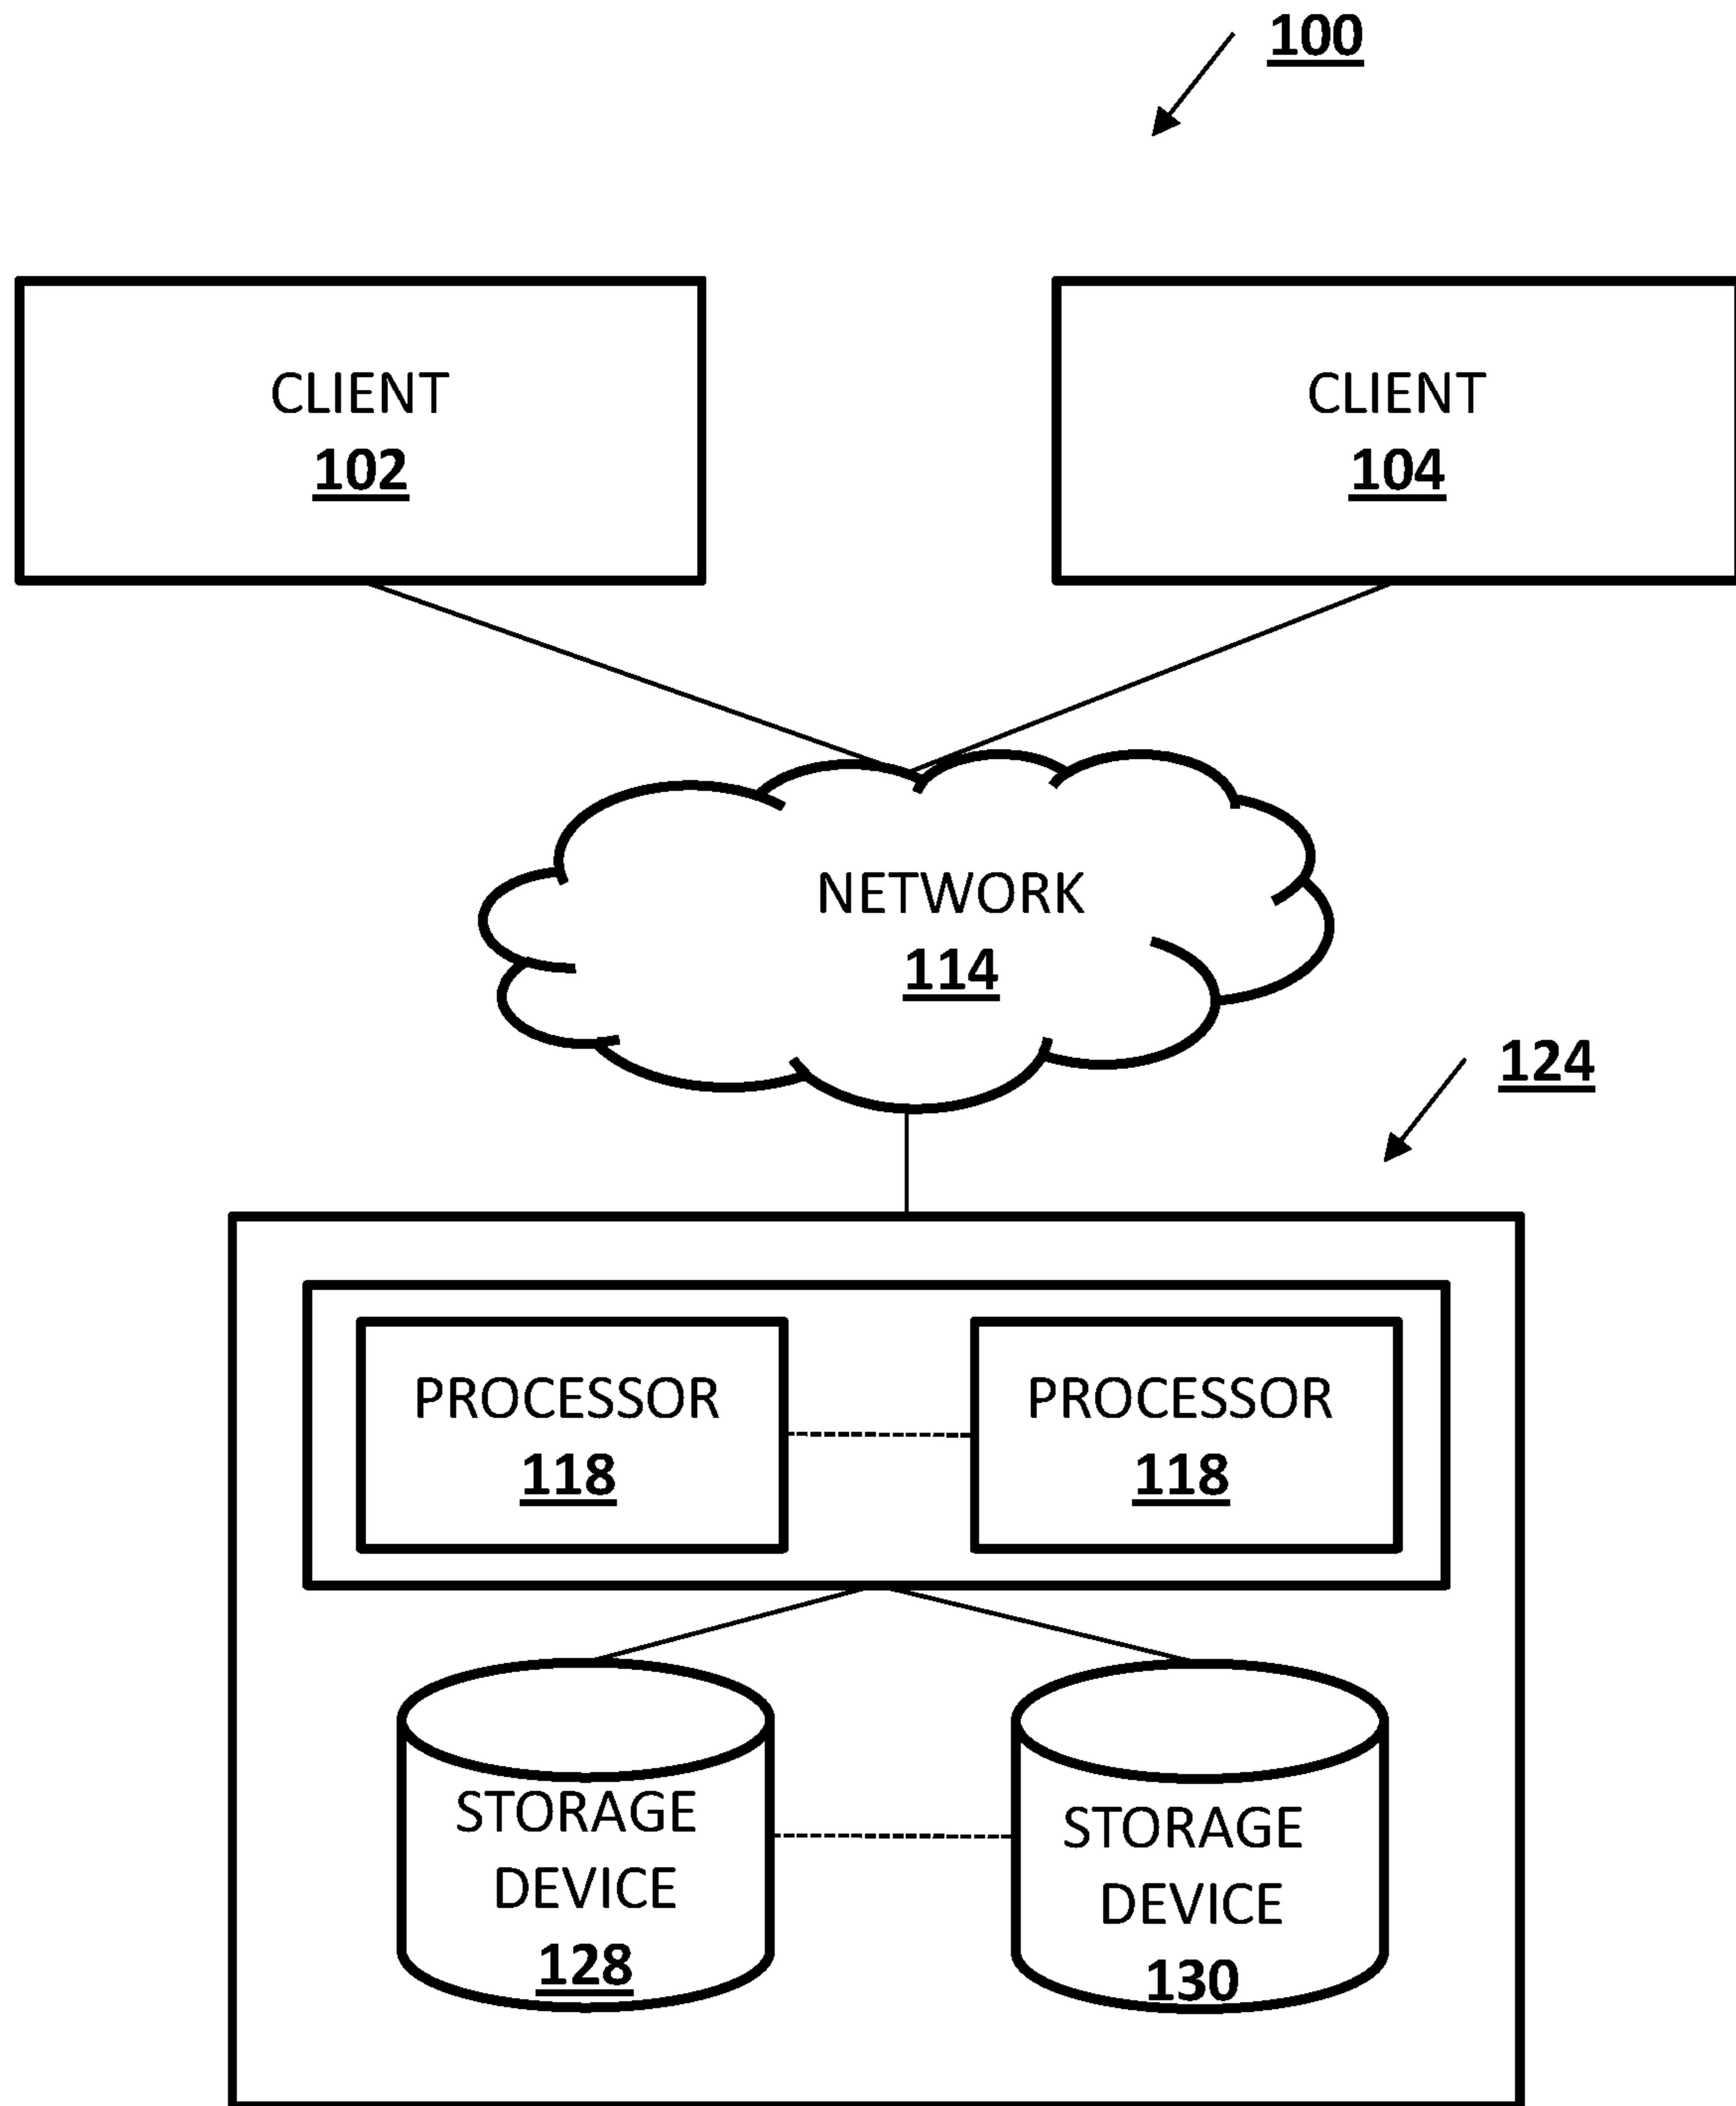 100
CLIENT
102
CLIENT
104
NETWORK
114
124
PROCESSOR
118
PROCESSOR
118
STORAGE
DEVICE
128
STORAGE
DEVICE
130